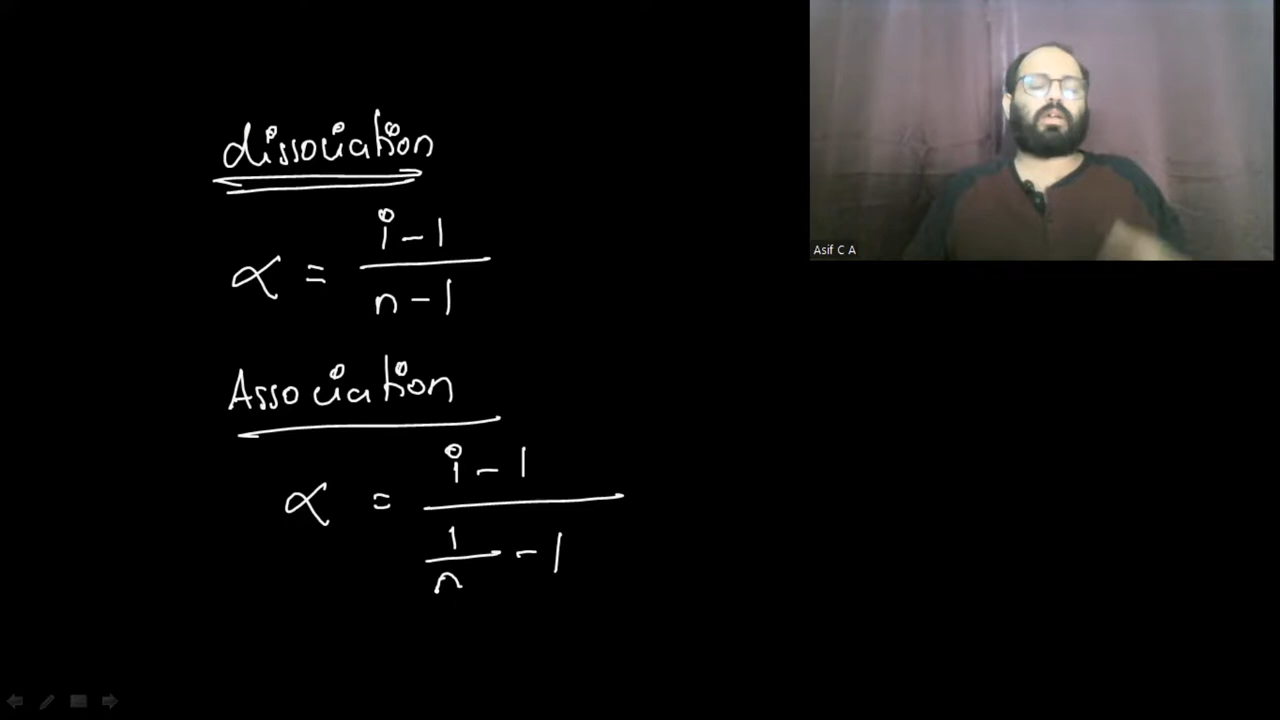 dissociation
α = i - 1 / n - 1
Association
α = i - 1 / 1/n - 1
Asif C A